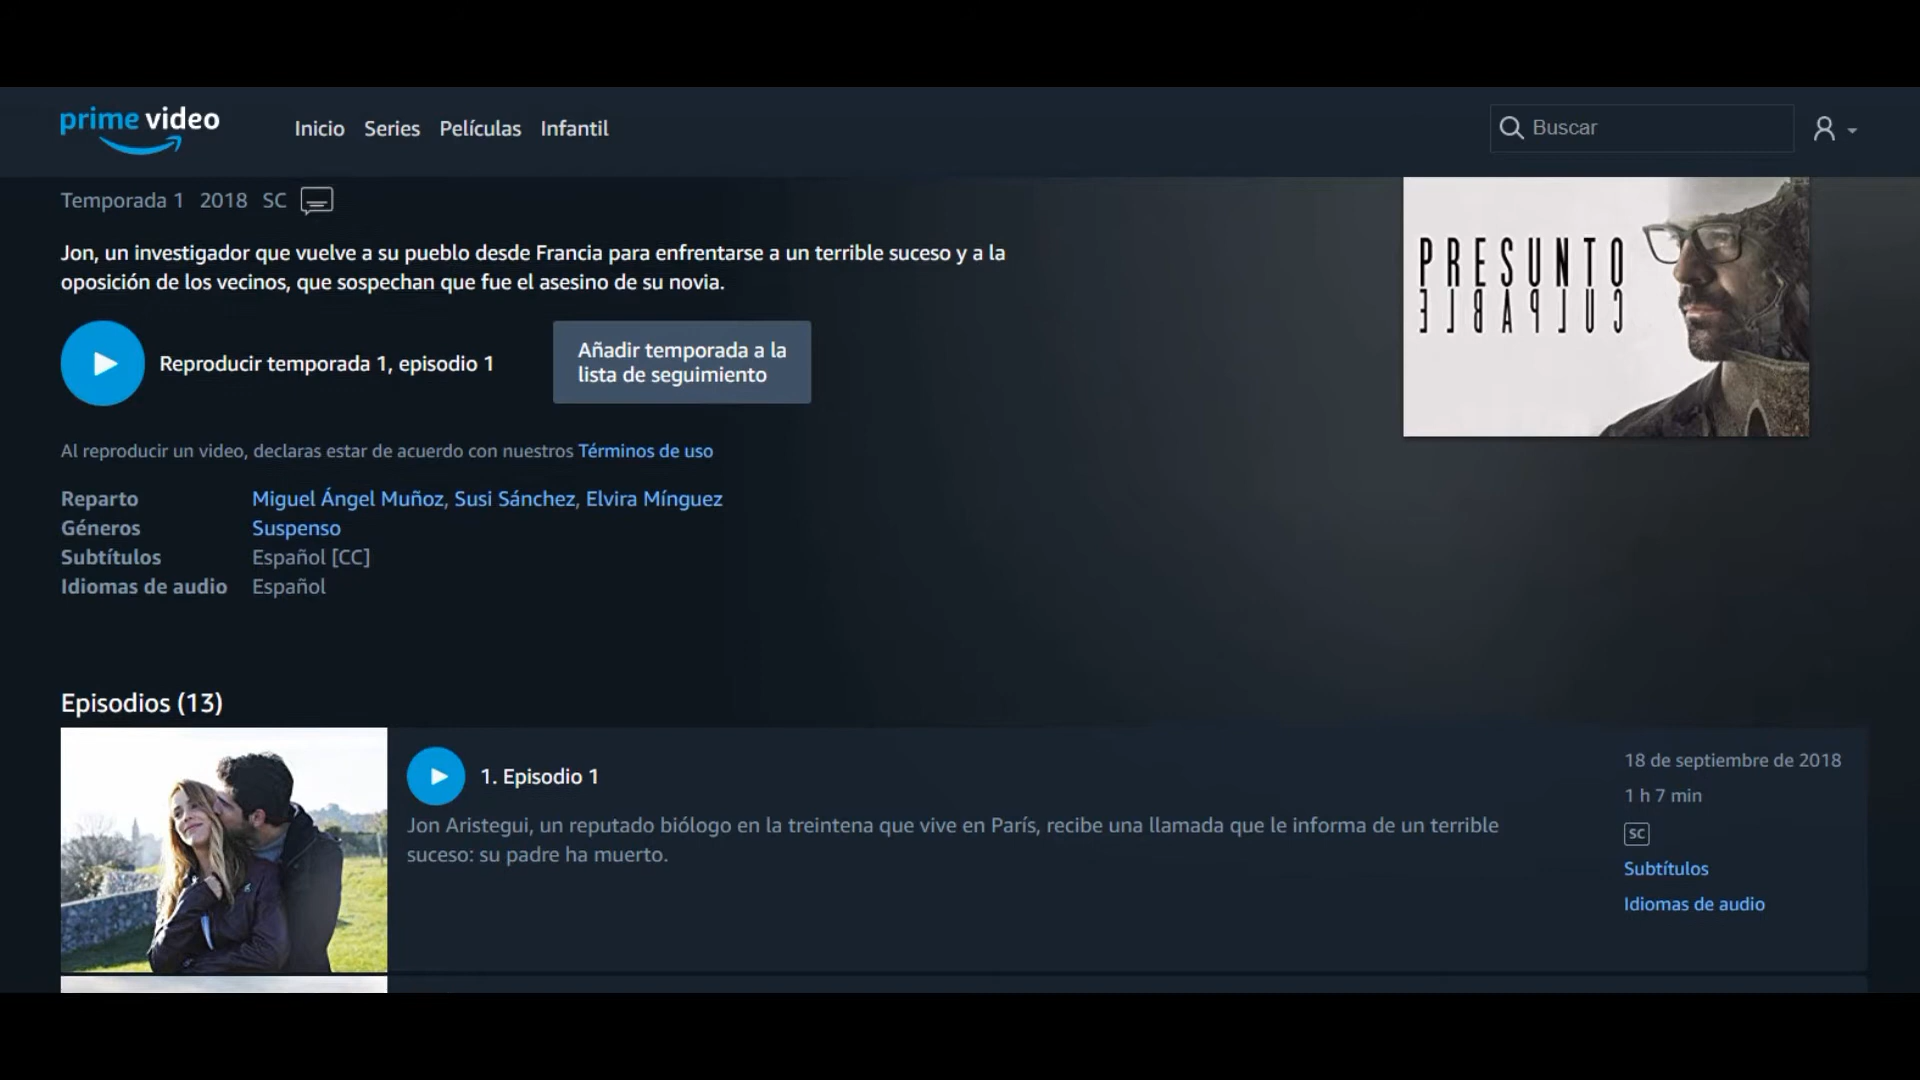 prime video
Inicio Series Películas Infantil
Buscar
Temporada 1 2018 SC
Jon, un investigador que vuelve a su pueblo desde Francia para enfrentarse a un terrible suceso y a la
oposición de los vecinos, que sospechan que fue el asesino de su novia.
PRESUNTO
CULPABLE
Reproducir temporada 1, episodio 1
Añadir temporada a la
lista de seguimiento
Al reproducir un video, declaras estar de acuerdo con nuestros Términos de uso
Reparto Miguel Ángel Muñoz, Susi Sánchez, Elvira Mínguez
Géneros Suspenso
Subtítulos Español [CC]
Idiomas de audio Español
Episodios (13)
1. Episodio 1
Jon Aristegui, un reputado biólogo en la treintena que vive en París, recibe una llamada que le informa de un terrible
suceso: su padre ha muerto.
18 de septiembre de 2018
1 h 7 min
SC
Subtítulos
Idiomas de audio